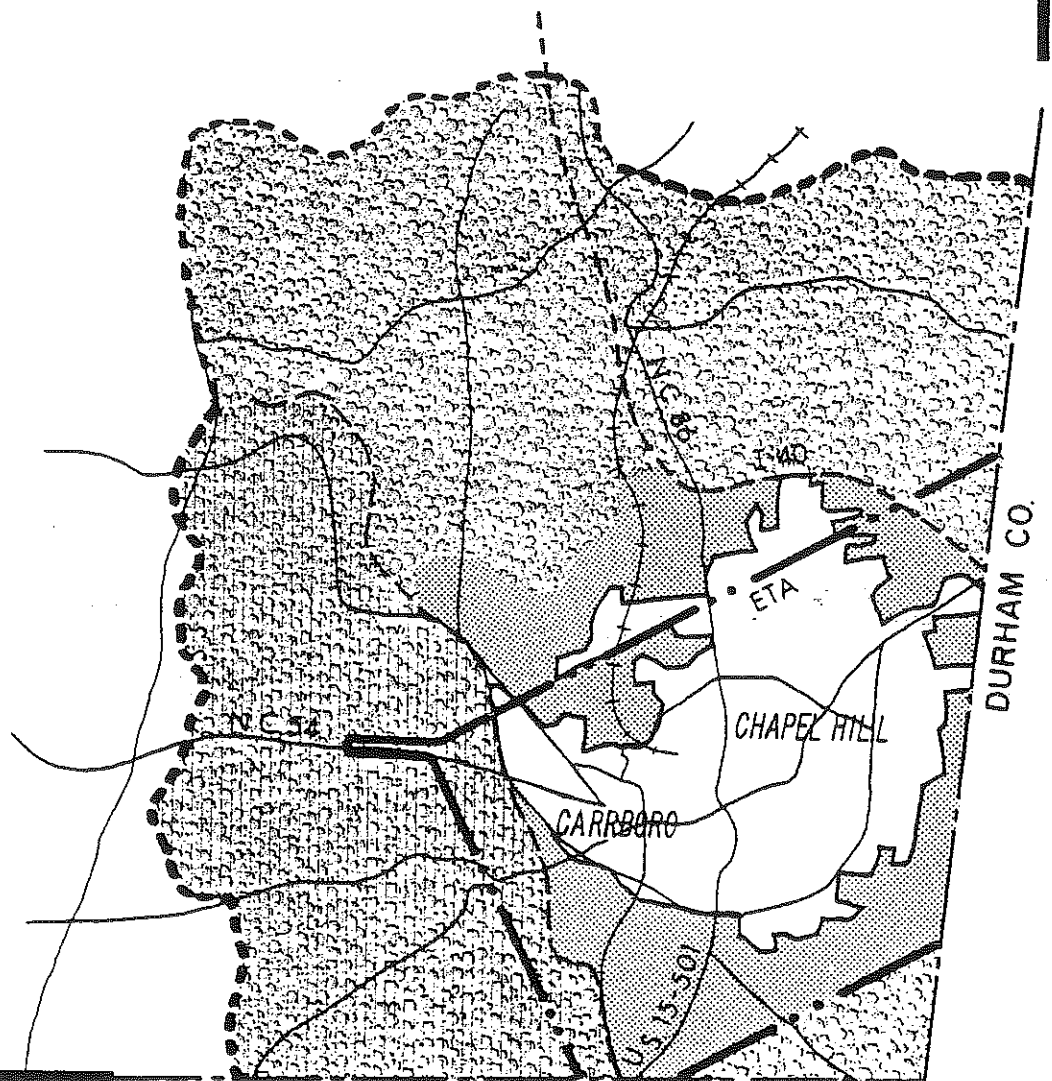 N.C. 86
I-40
ETA
DURHAM CO.
N.C. 54
CHAPEL HILL
CARRBORO
U.S. 15-501